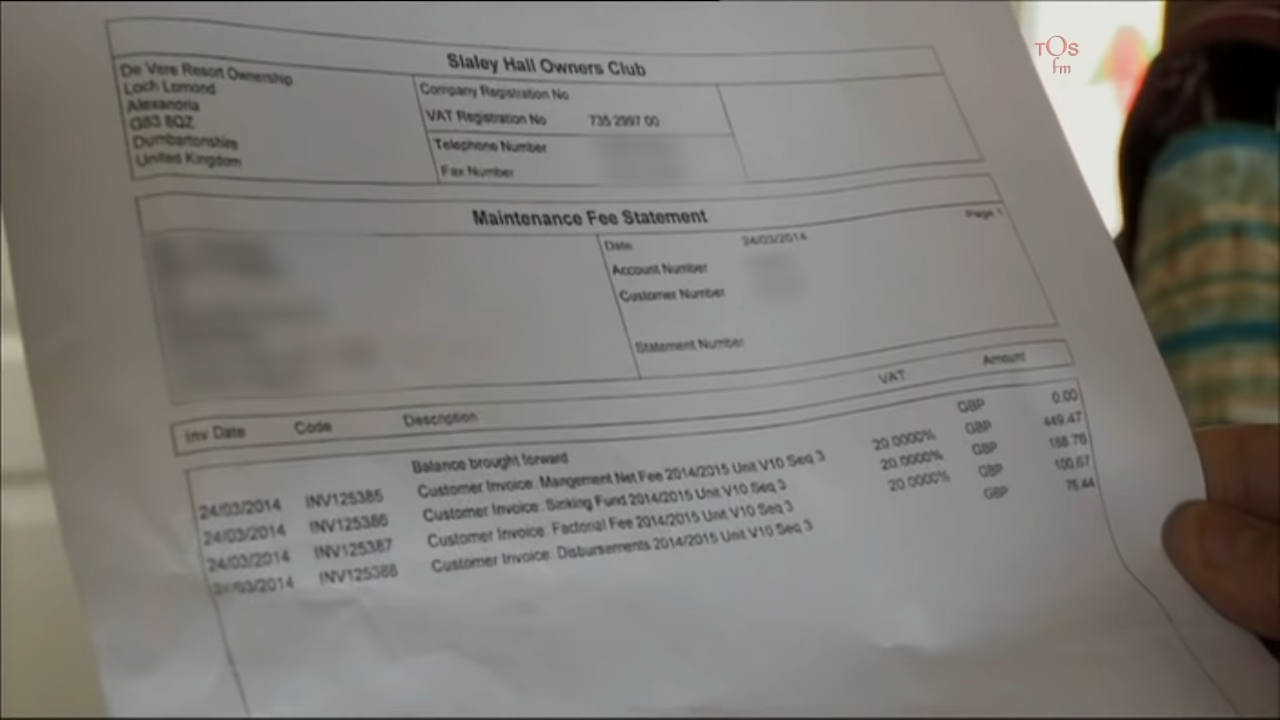 TOS
fm
Slaley Hall Owners Club
De Vere Resort Ownership
Loch Lomond
Alexandria
G83 8QZ
Dumbartonshire
United Kingdom
Company Registration No
VAT Registration No 735 2997 00
Telephone Number
Fax Number
Maintenance Fee Statement
Page 1
Date 24/03/2014
Account Number
Customer Number
Statement Number
Inv Date Code Description VAT Amount
Balance brought forward GBP 0.00
24/03/2014 INV125385 Customer Invoice: Mangement Net Fee 2014/2015 Unit V10 Seq 3 20.0000% GBP 449.47
24/03/2014 INV125386 Customer Invoice: Sinking Fund 2014/2015 Unit V10 Seq 3 20.0000% GBP 168.76
24/03/2014 INV125387 Customer Invoice: Factorial Fee 2014/2015 Unit V10 Seq 3 20.0000% GBP 100.67
24/03/2014 INV125388 Customer Invoice: Disbursements 2014/2015 Unit V10 Seq 3 GBP 76.44